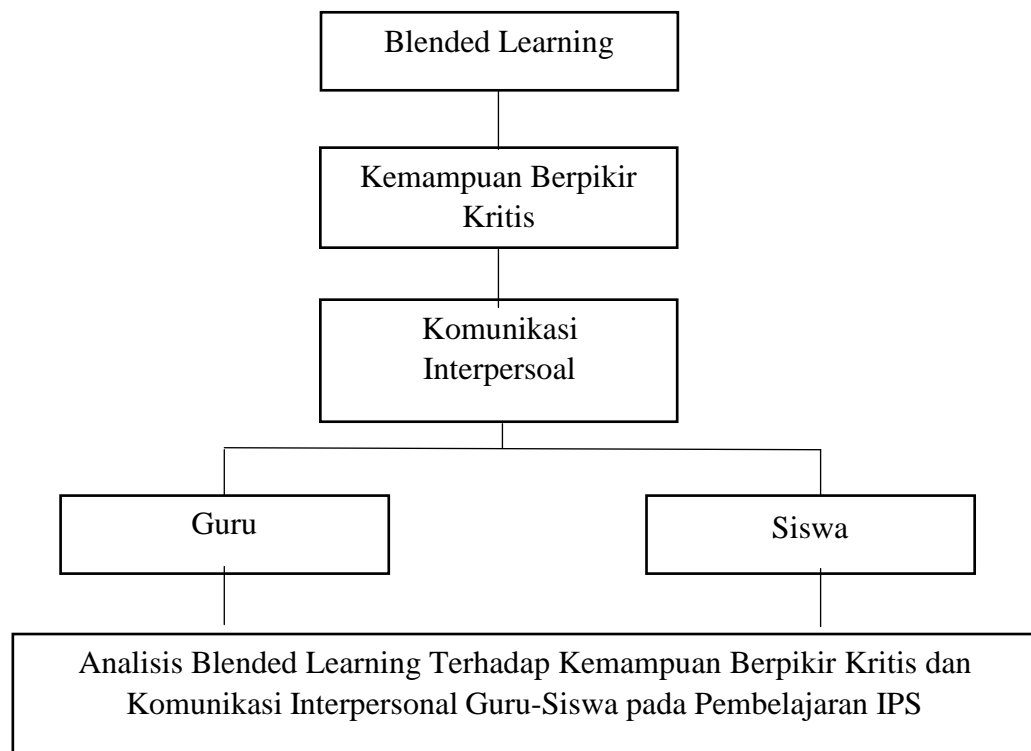 Blended Learning
Kemampuan Berpikir
Kritis
Komunikasi
Interpersoal
Guru
Siswa
Analisis Blended Learning Terhadap Kemampuan Berpikir Kritis dan
Komunikasi Interpersonal Guru-Siswa pada Pembelajaran IPS